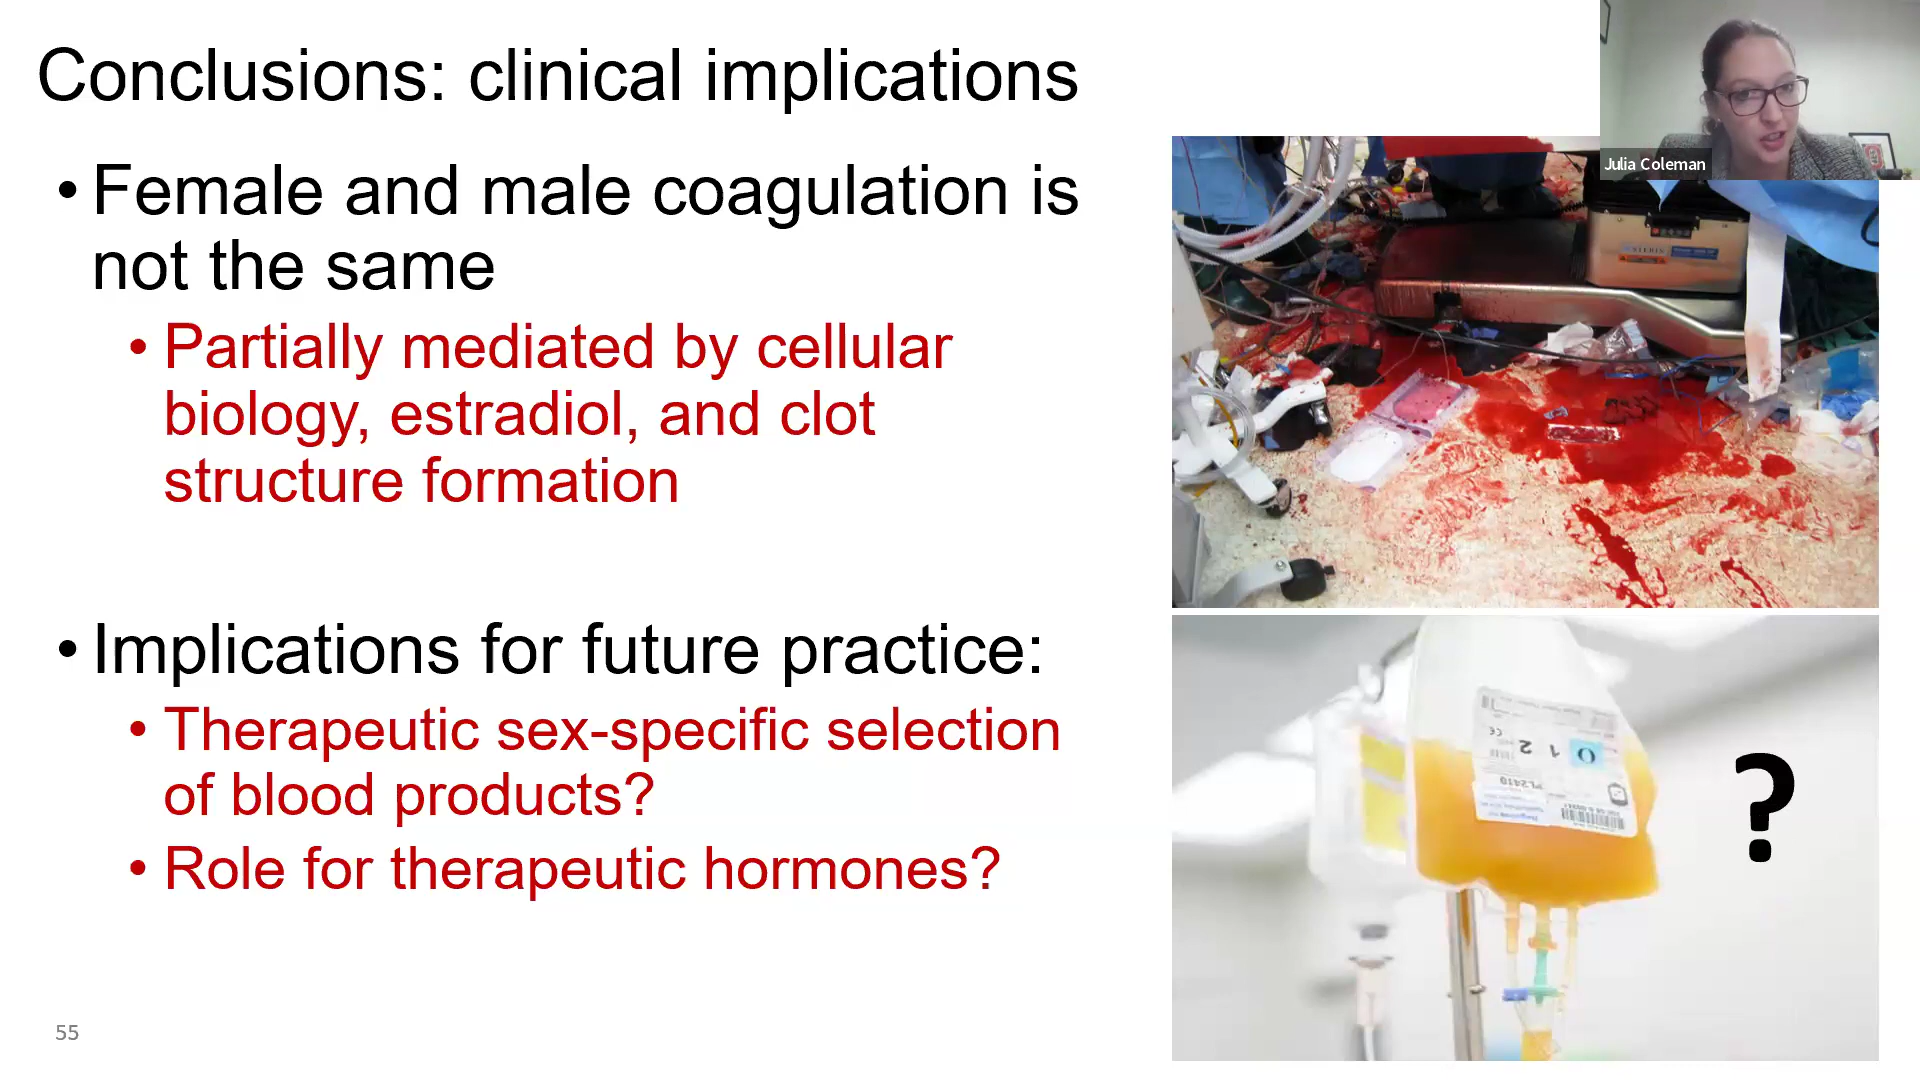 Conclusions: clinical implications
Julia Coleman
• Female and male coagulation is
not the same
• Partially mediated by cellular
biology, estradiol, and clot
structure formation
• Implications for future practice:
• Therapeutic sex-specific selection
of blood products?
• Role for therapeutic hormones?
?
55